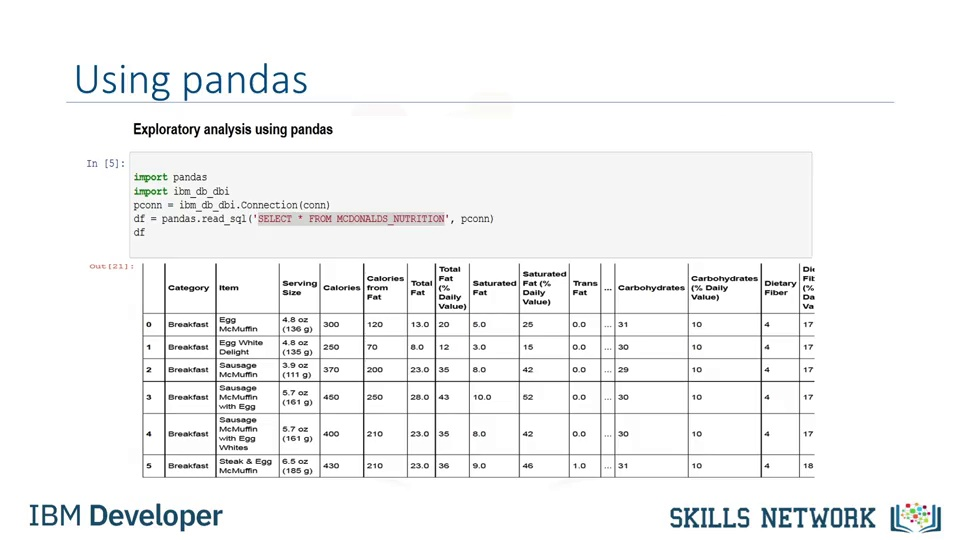 Using pandas
Exploratory analysis using pandas
In [5]:
import pandas
import ibm_db_dbi
pconn = ibm_db_dbi.Connection(conn)
df = pandas.read_sql('SELECT * FROM MCDONALDS_NUTRITION', pconn)
df
Out[21]:
Category Item Serving Size Calories Calories from Fat Total Fat Total Fat (% Daily Value) Saturated Fat Saturated Fat (% Daily Value) Trans Fat ... Carbohydrates Carbohydrates (% Daily Value) Dietary Fiber
0 Breakfast Egg McMuffin 4.8 oz (136 g) 300 120 13.0 20 5.0 25 0.0 ... 31 10 4 17
1 Breakfast Egg White Delight 4.8 oz (135 g) 250 70 8.0 12 3.0 15 0.0 ... 30 10 4 17
2 Breakfast Sausage McMuffin 3.9 oz (111 g) 370 200 23.0 35 8.0 42 0.0 ... 29 10 4 17
3 Breakfast Sausage McMuffin with Egg 5.7 oz (161 g) 450 250 28.0 43 10.0 52 0.0 ... 30 10 4 17
4 Breakfast Sausage McMuffin with Egg Whites 5.7 oz (161 g) 400 210 23.0 35 8.0 42 0.0 ... 30 10 4 17
5 Breakfast Steak & Egg McMuffin 6.5 oz (185 g) 430 210 23.0 36 9.0 46 1.0 ... 31 10 4 18
IBM Developer
SKILLS NETWORK